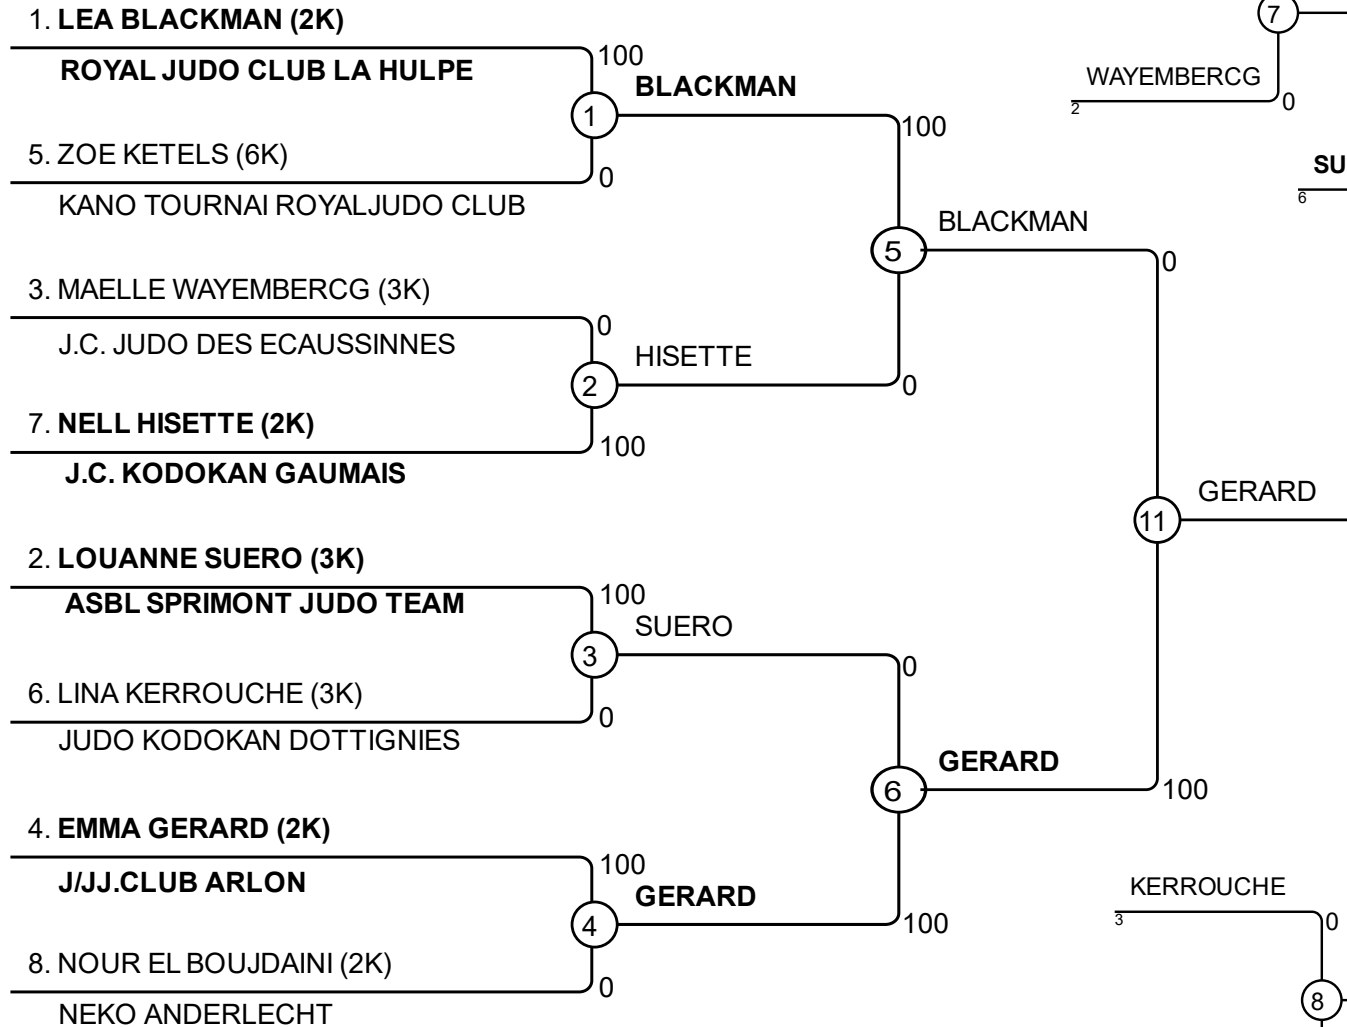 1. LEA BLACKMAN (2K)
100
ROYAL JUDO CLUB LA HULPE
BLACKMAN
1
5. ZOE KETELS (6K)
0
KANO TOURNAI ROYALJUDO CLUB
100
BLACKMAN
5
0
3. MAELLE WAYEMBERCG (3K)
0
J.C. JUDO DES ECAUSSINNES
HISETTE
2
0
7. NELL HISETTE (2K)
100
J.C. KODOKAN GAUMAIS
GERARD
11
2. LOUANNE SUERO (3K)
100
ASBL SPRIMONT JUDO TEAM
SUERO
3
0
6. LINA KERROUCHE (3K)
0
JUDO KODOKAN DOTTIGNIES
GERARD
6
100
4. EMMA GERARD (2K)
100
J/JJ.CLUB ARLON
GERARD
4
100
8. NOUR EL BOUJDAINI (2K)
0
NEKO ANDERLECHT
7
WAYEMBERCG
2
0
SU
6
KERROUCHE
3
0
8